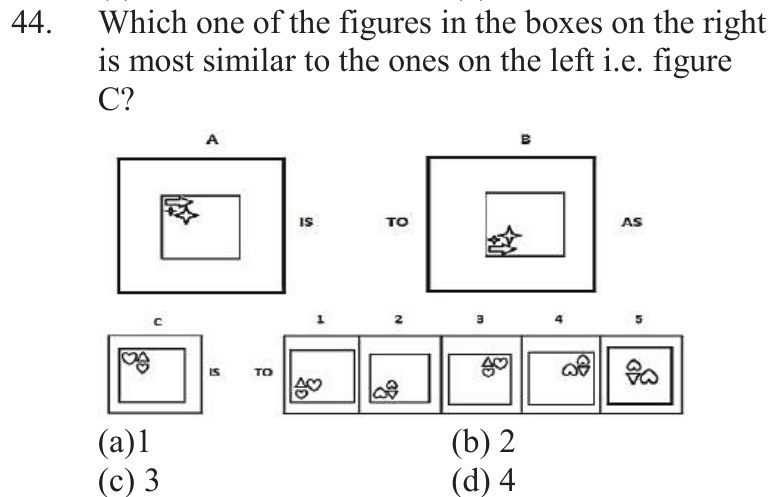 44. Which one of the figures in the boxes on the right
is most similar to the ones on the left i.e. figure
C?
A B
IS TO AS
C 1 2 3 4 5
IS TO
(a)1 (b) 2
(c) 3 (d) 4